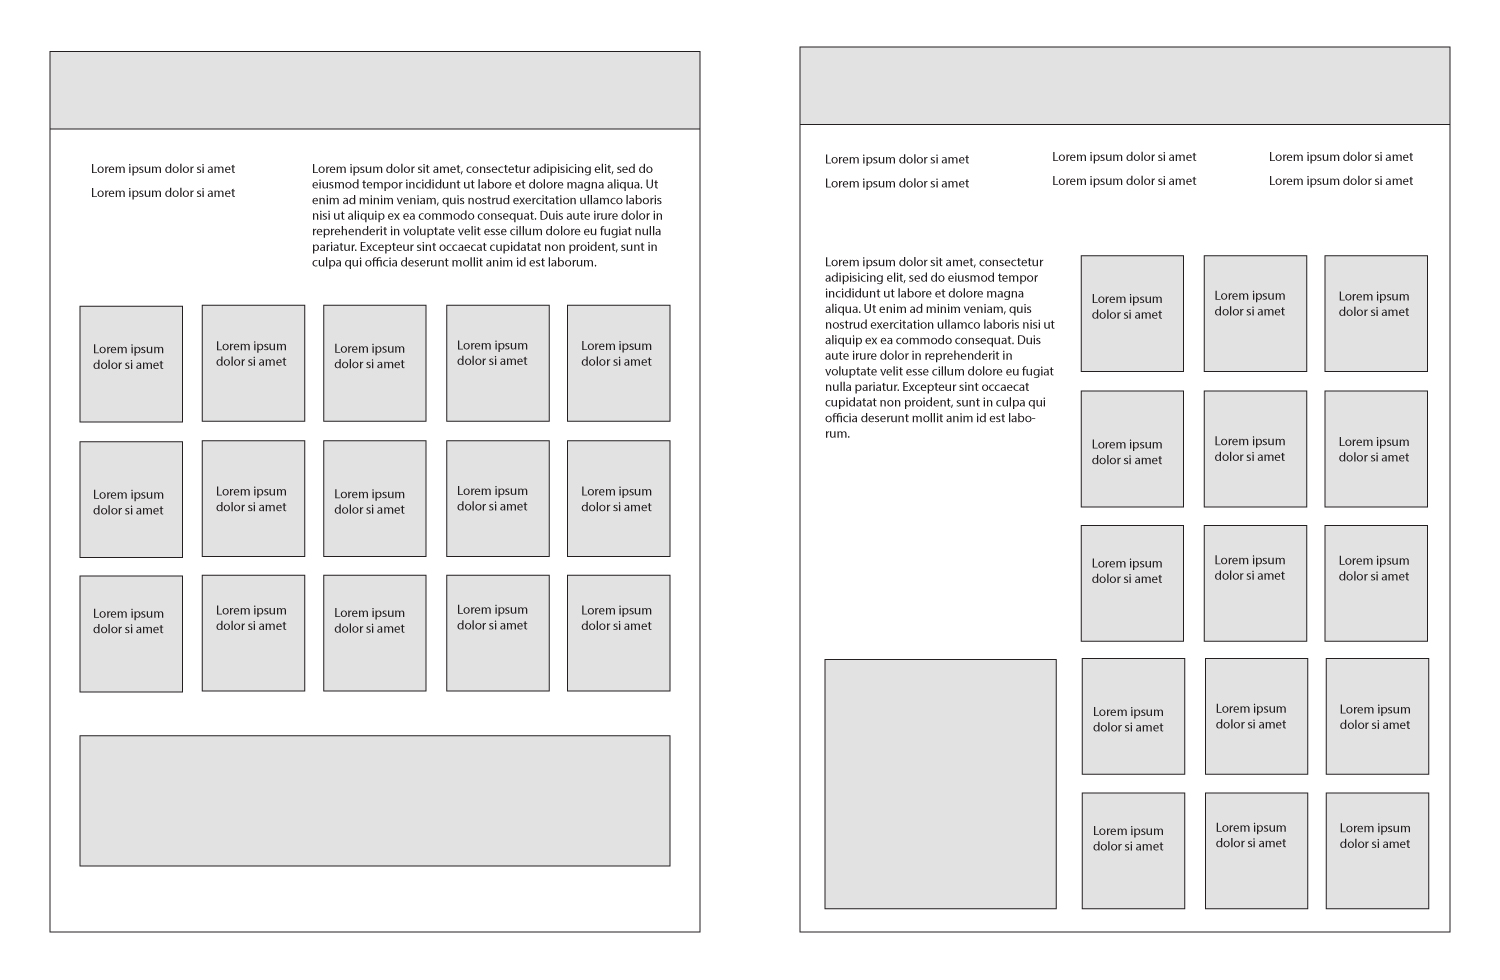 Lorem ipsum dolor si amet
Lorem ipsum dolor si amet
Lorem ipsum dolor sit amet, consectetur adipisicing elit, sed do
eiusmod tempor incididunt ut labore et dolore magna aliqua. Ut
enim ad minim veniam, quis nostrud exercitation ullamco laboris
nisi ut aliquip ex ea commodo consequat. Duis aute irure dolor in
reprehenderit in voluptate velit esse cillum dolore eu fugiat nulla
pariatur. Excepteur sint occaecat cupidatat non proident, sunt in
culpa qui officia deserunt mollit anim id est laborum.
Lorem ipsum
dolor si amet
Lorem ipsum
dolor si amet
Lorem ipsum
dolor si amet
Lorem ipsum
dolor si amet
Lorem ipsum
dolor si amet
Lorem ipsum
dolor si amet
Lorem ipsum
dolor si amet
Lorem ipsum
dolor si amet
Lorem ipsum
dolor si amet
Lorem ipsum
dolor si amet
Lorem ipsum
dolor si amet
Lorem ipsum
dolor si amet
Lorem ipsum
dolor si amet
Lorem ipsum
dolor si amet
Lorem ipsum
dolor si amet
Lorem ipsum dolor si amet
Lorem ipsum dolor si amet
Lorem ipsum dolor si amet
Lorem ipsum dolor si amet
Lorem ipsum dolor si amet
Lorem ipsum dolor si amet
Lorem ipsum dolor sit amet, consectetur
adipisicing elit, sed do eiusmod tempor
incididunt ut labore et dolore magna
aliqua. Ut enim ad minim veniam, quis
nostrud exercitation ullamco laboris nisi ut
aliquip ex ea commodo consequat. Duis
aute irure dolor in reprehenderit in
voluptate velit esse cillum dolore eu fugiat
nulla pariatur. Excepteur sint occaecat
cupidatat non proident, sunt in culpa qui
officia deserunt mollit anim id est labo-
rum.
Lorem ipsum
dolor si amet
Lorem ipsum
dolor si amet
Lorem ipsum
dolor si amet
Lorem ipsum
dolor si amet
Lorem ipsum
dolor si amet
Lorem ipsum
dolor si amet
Lorem ipsum
dolor si amet
Lorem ipsum
dolor si amet
Lorem ipsum
dolor si amet
Lorem ipsum
dolor si amet
Lorem ipsum
dolor si amet
Lorem ipsum
dolor si amet
Lorem ipsum
dolor si amet
Lorem ipsum
dolor si amet
Lorem ipsum
dolor si amet